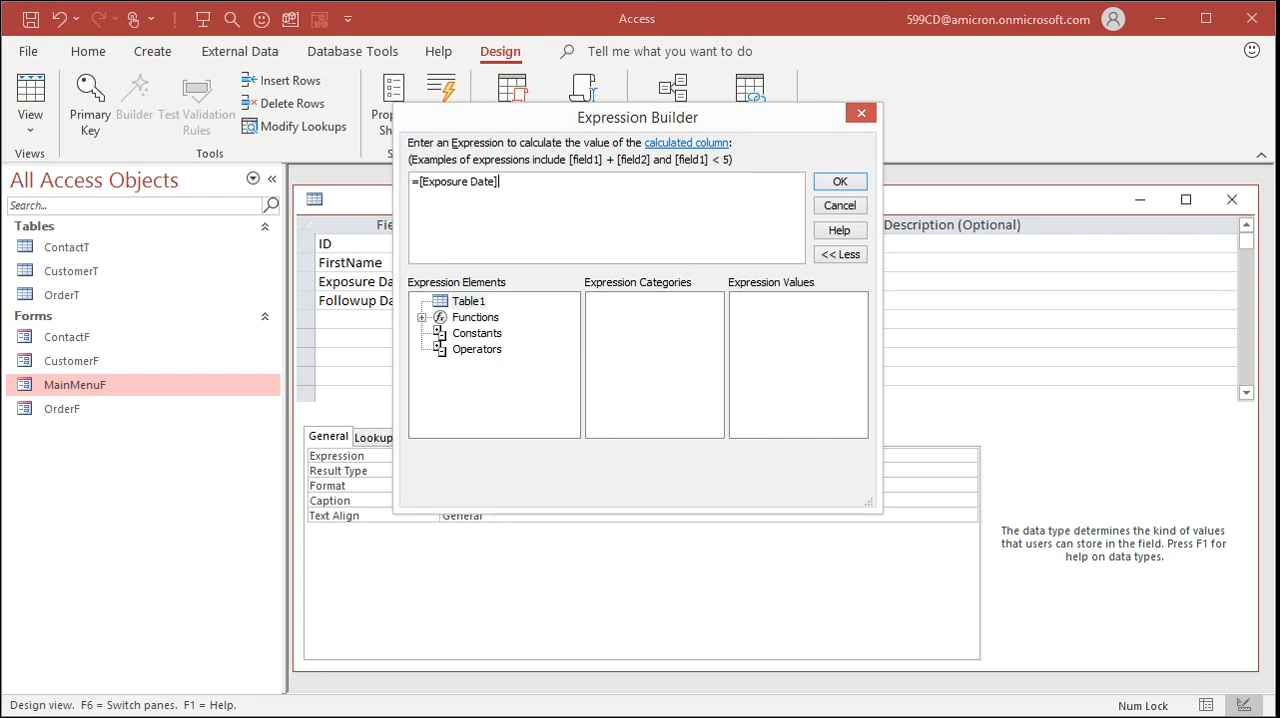 Access
599CD@amicron.onmicrosoft.com
File Home Create External Data Database Tools Help Design Tell me what you want to do
View
Primary Key
Builder
Test Validation Rules
Insert Rows
Delete Rows
Modify Lookups
Views
Tools
Expression Builder
Enter an Expression to calculate the value of the calculated column:
(Examples of expressions include [field1] + [field2] and [field1] < 5)
=[Exposure Date]
OK
Cancel
Help
<< Less
Expression Elements Expression Categories Expression Values
Table1
Functions
Constants
Operators
All Access Objects
Search...
Tables
ContactT
CustomerT
OrderT
Forms
ContactF
CustomerF
MainMenuF
OrderF
Description (Optional)
ID
FirstName
Exposure Da
Followup Da
General Lookup
Expression
Result Type
Format
Caption
Text Align General
The data type determines the kind of values
that users can store in the field. Press F1 for
help on data types.
Design view. F6 = Switch panes. F1 = Help.
Num Lock